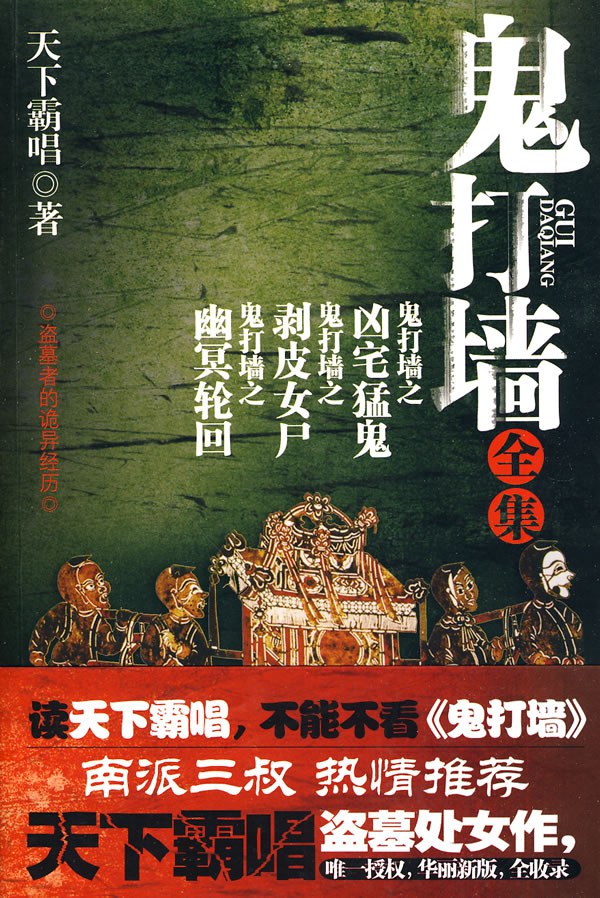 鬼打墙
GUI
DAQIANG
全集
天下霸唱◎著
鬼打墙之
凶宅猛鬼
鬼打墙之
剥皮女尸
鬼打墙之
幽冥轮回
◎盗墓者的诡异经历◎
读天下霸唱，不能不看《鬼打墙》
南派三叔 热情推荐
天下霸唱盗墓处女作，
唯一授权，华丽新版，全收录